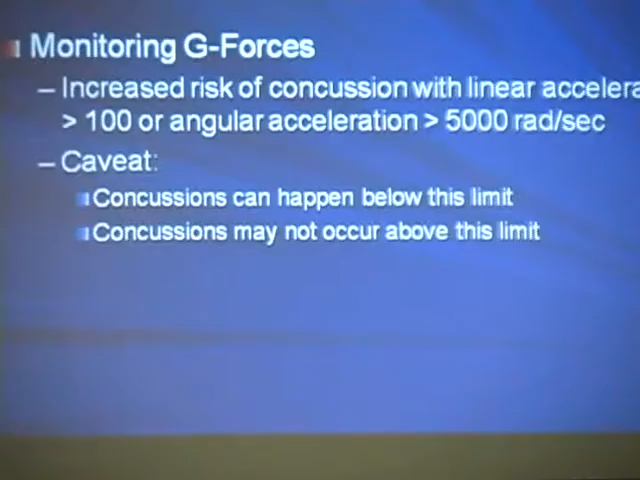 Monitoring G-Forces
– Increased risk of concussion with linear
> 100 or angular acceleration > 5000 rad/sec
– Caveat:
Concussions can happen below this limit
Concussions may not occur above this limit